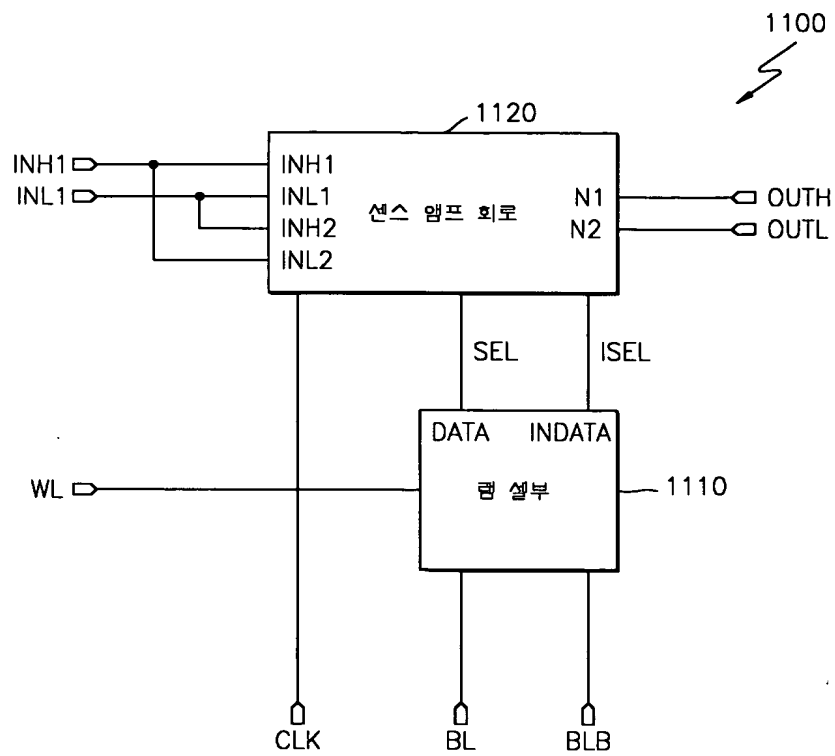 1100
1120
INH1 INH1
INL1 INL1 N1 OUTH
센스 앰프 회로
INH2 N2 OUTL
INL2
SEL ISEL
DATA INDATA
WL 램 셀부 1110
CLK BL BLB